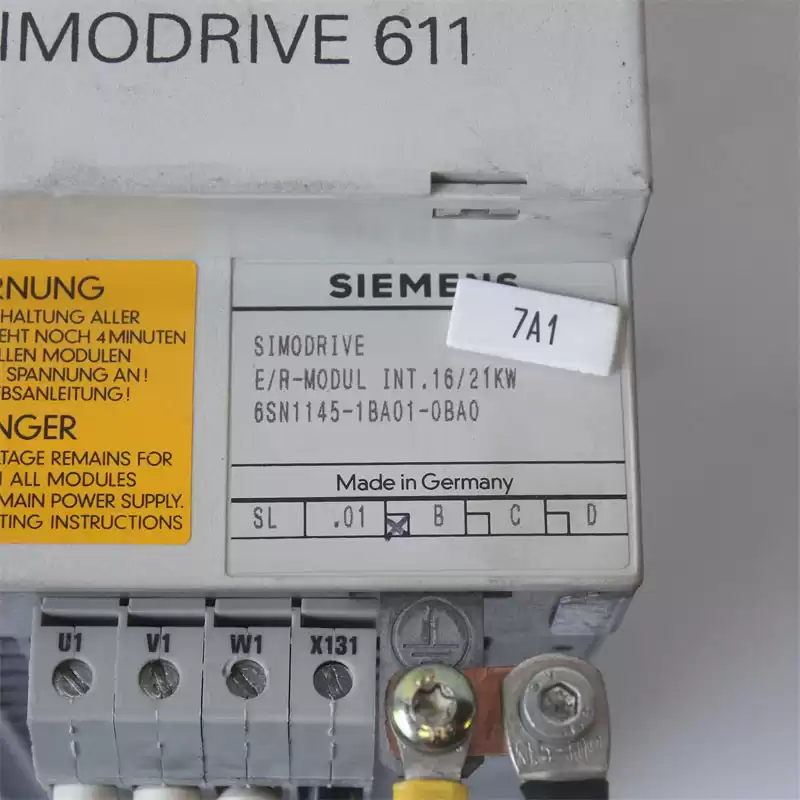 IMODRIVE 611
RNUNG
HALTUNG ALLER
EHT NOCH 4 MINUTEN
LLEN MODULEN
SPANNUNG AN!
BSANLEITUNG!
NGER
LTAGE REMAINS FOR
ALL MODULES
MAIN POWER SUPPLY.
TING INSTRUCTIONS
SIEMENS
7A1
SIMODRIVE
E/R-MODUL INT.16/21KW
6SN1145-1BA01-0BA0
Made in Germany
SL .01 B C D
U1 V1 W1 X131